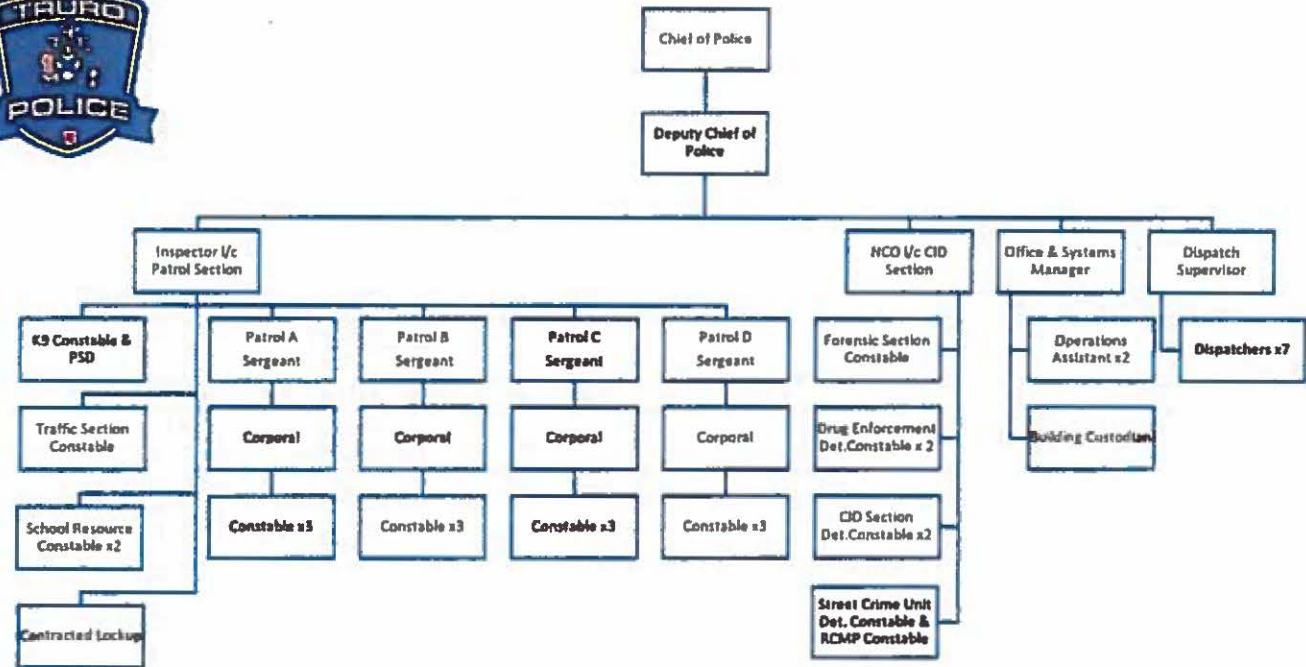 TRURO
POLICE
Chief of Police
Deputy Chief of
Police
Inspector I/c
Patrol Section
NCO I/c CID
Section
Office & Systems
Manager
Dispatch
Supervisor
K9 Constable &
PSD
Patrol A
Sergeant
Patrol B
Sergeant
Patrol C
Sergeant
Patrol D
Sergeant
Forensic Section
Constable
Operations
Assistant x2
Dispatchers x7
Traffic Section
Constable
Corporal
Corporal
Corporal
Corporal
Drug Enforcement
Det.Constable x 2
Building Custodian
School Resource
Constable x2
Constable x3
Constable x3
Constable x3
Constable x3
CID Section
Det.Constable x2
Contracted Lockup
Street Crime Unit
Det. Constable &
RCMP Constable